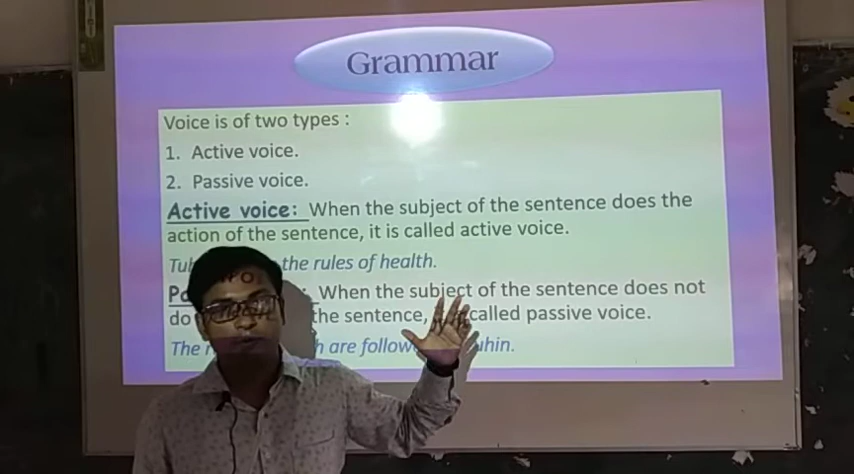 Grammar
Voice is of two types :
1. Active voice.
2. Passive voice.
Active voice: When the subject of the sentence does the
action of the sentence, it is called active voice.
the rules of health.
When the subject of the sentence does not
do the sentence, called passive voice.
The are